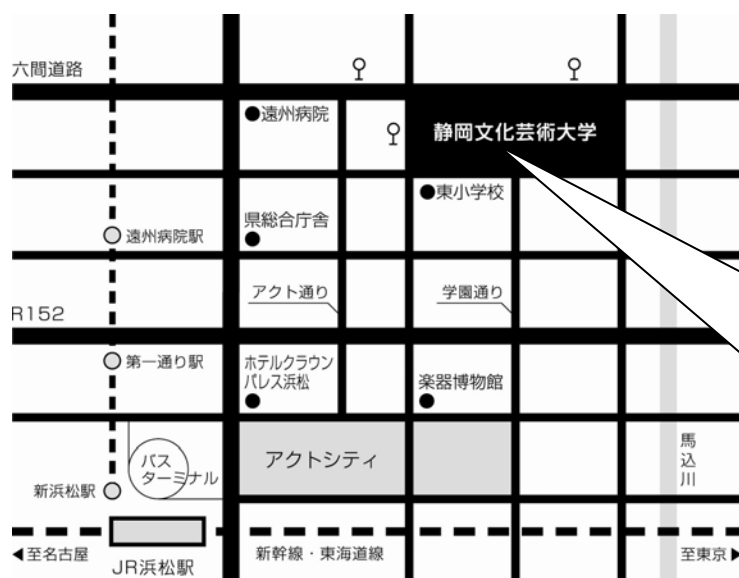 六間道路
●遠州病院
静岡文化芸術大学
●東小学校
県総合庁舎
遠州病院駅
アクト通り
学園通り
R152
第一通り駅
ホテルクラウン
パレス浜松
楽器博物館
アクトシティ
バス
ターミナル
新浜松駅
馬込川
◀至名古屋
JR浜松駅
新幹線・東海道線
至東京▶